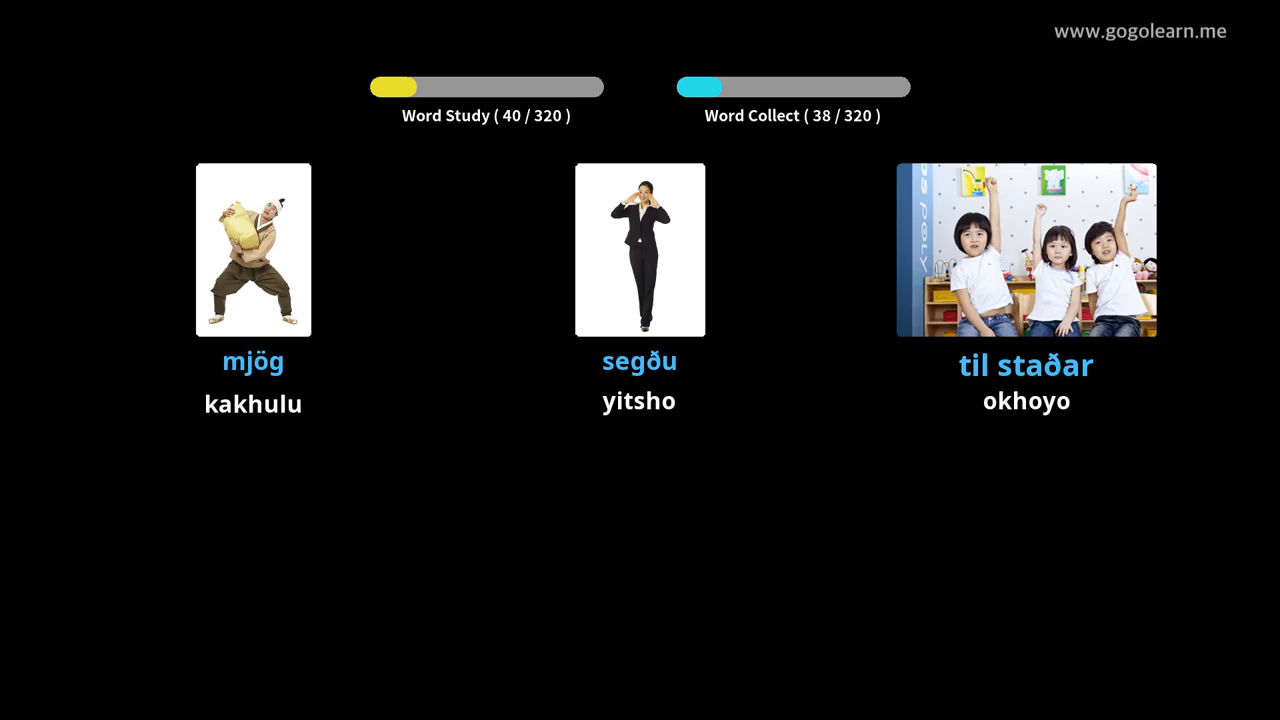 www.gogolearn.me
Word Study ( 40 / 320 )
Word Collect ( 38 / 320 )
mjög
segðu
til staðar
kakhulu
yitsho
okhoyo